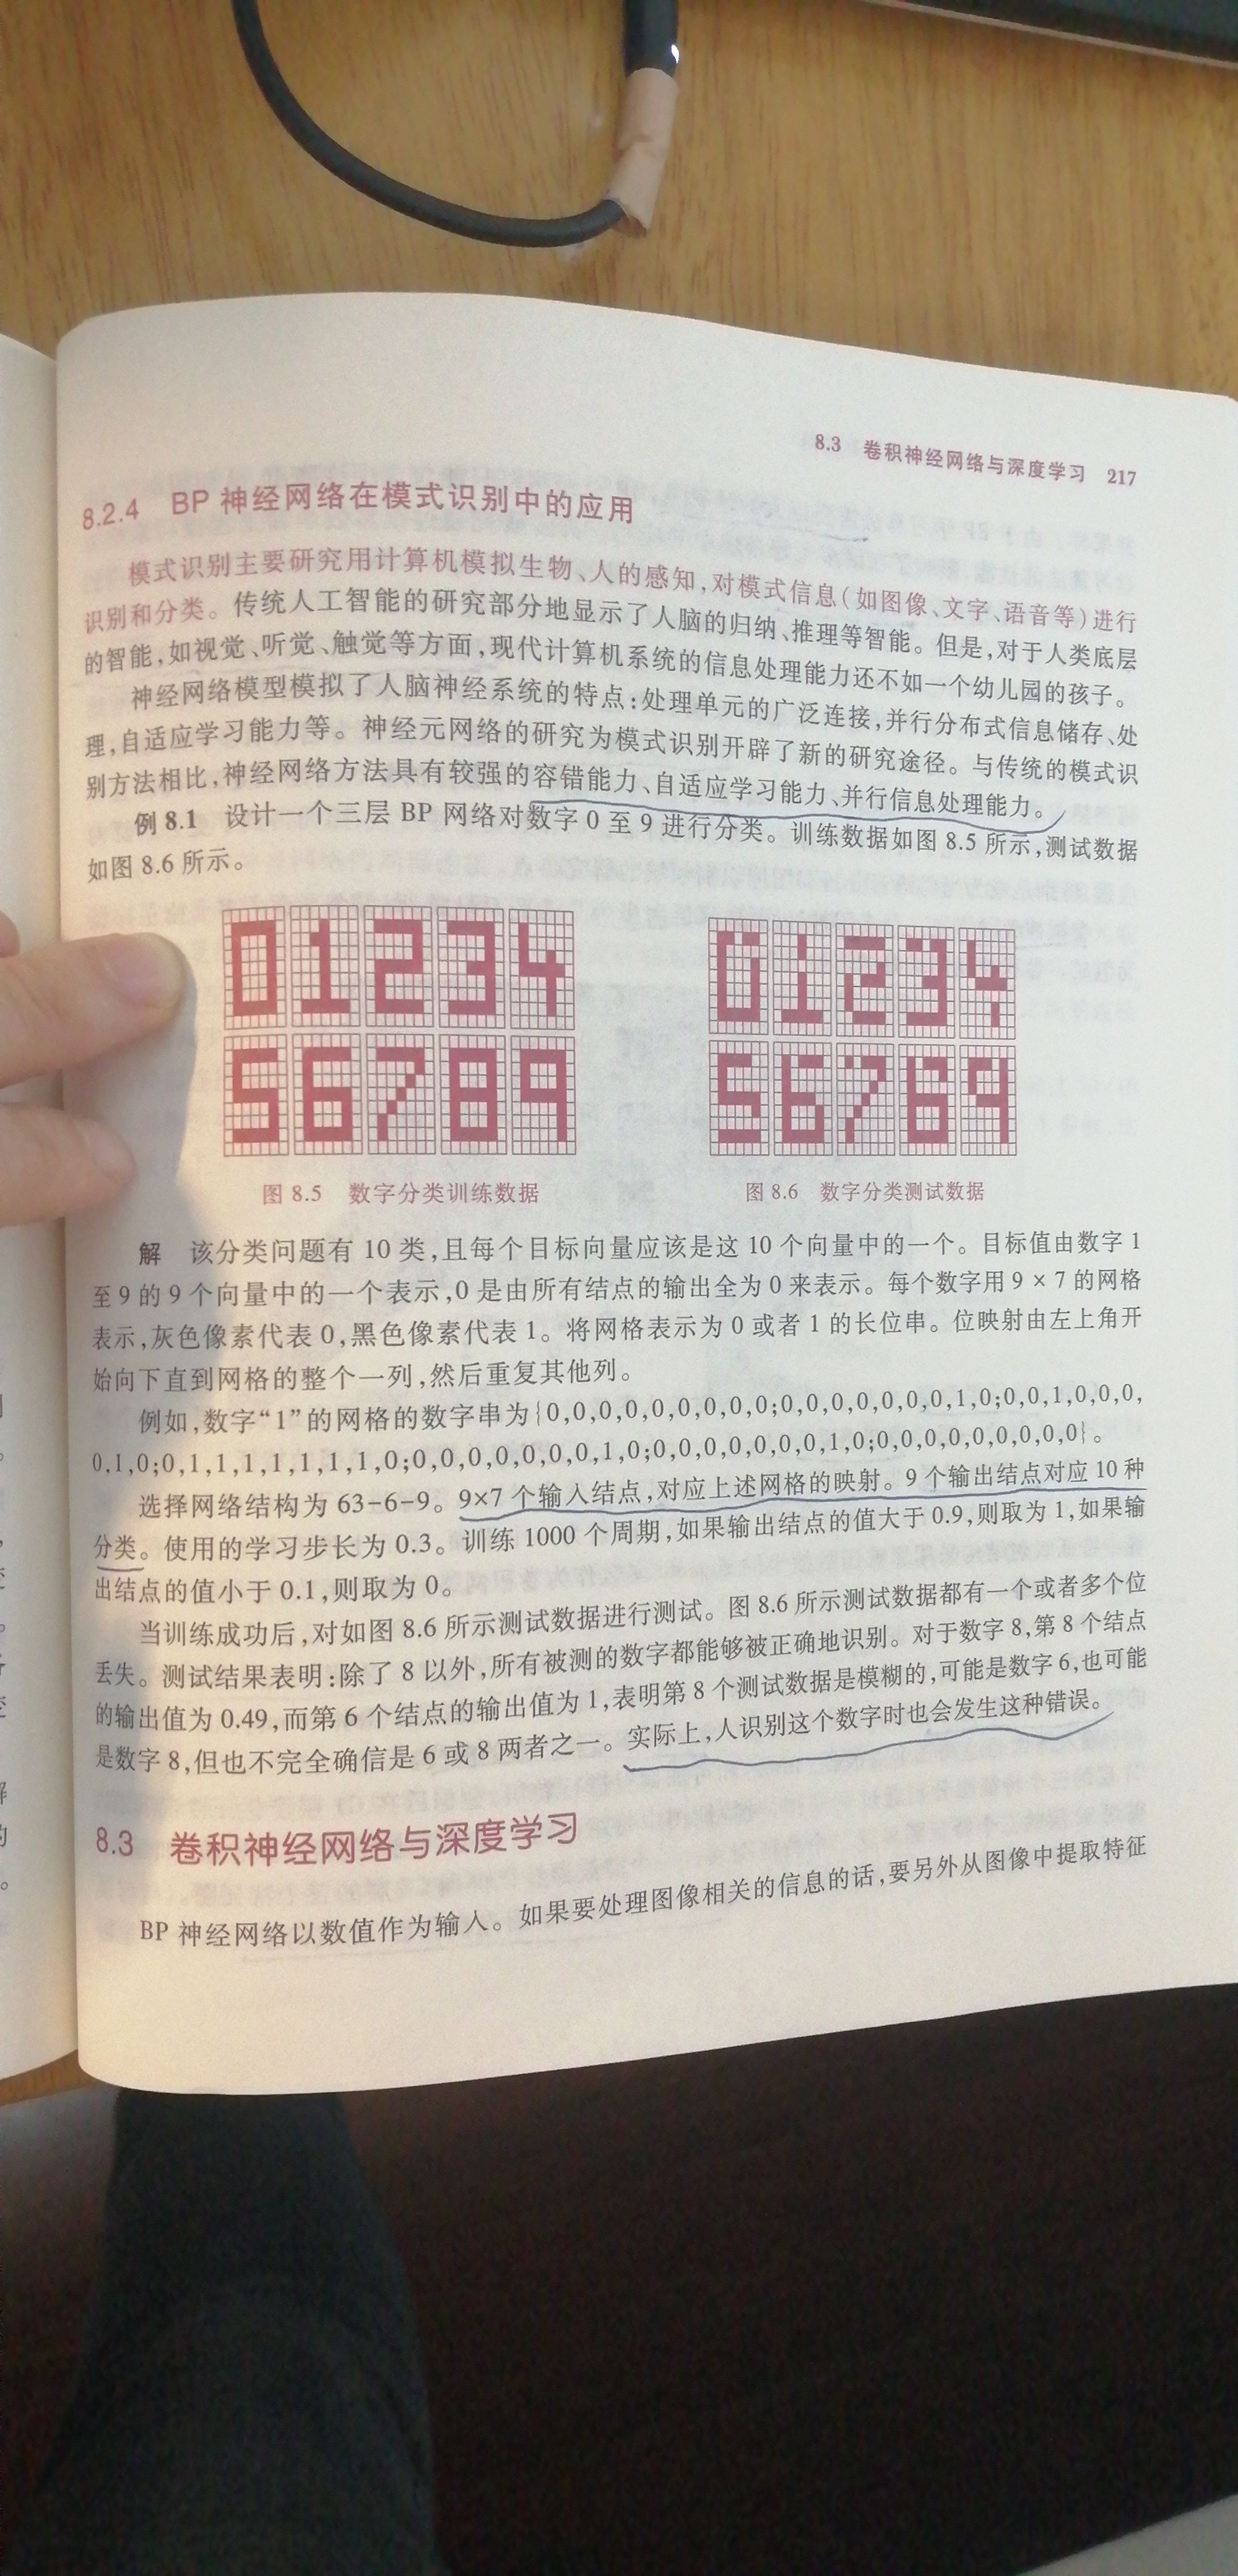 8.3 卷积神经网络与深度学习 217
8.2.4 BP 神经网络在模式识别中的应用
模式识别主要研究用计算机模拟生物、人的感知,对模式信息(如图像、文字、语音等)进行
识别和分类。传统人工智能的研究部分地显示了人脑的归纳、推理等智能。但是,对于人类底层
的智能,如视觉、听觉、触觉等方面,现代计算机系统的信息处理能力还不如一个幼儿园的孩子。
神经网络模型模拟了人脑神经系统的特点:处理单元的广泛连接,并行分布式信息储存、处
理,自适应学习能力等。神经元网络的研究为模式识别开辟了新的研究途径。与传统的模式识
别方法相比,神经网络方法具有较强的容错能力、自适应学习能力、并行信息处理能力。
例 8.1 设计一个三层 BP 网络对数字 0 至 9 进行分类。训练数据如图 8.5 所示,测试数据
如图 8.6 所示。
0 1 2 3 4
5 6 7 8 9
0 1 2 3 4
5 6 7 8 9
图 8.5 数字分类训练数据
图 8.6 数字分类测试数据
解 该分类问题有 10 类,且每个目标向量应该是这 10 个向量中的一个。目标值由数字 1
至 9 的 9 个向量中的一个表示,0 是由所有结点的输出全为 0 来表示。每个数字用 9 × 7 的网格
表示,灰色像素代表 0,黑色像素代表 1。将网格表示为 0 或者 1 的长位串。位映射由左上角开
始向下直到网格的整个一列,然后重复其他列。
例如,数字“1”的网格的数字串为{0,0,0,0,0,0,0,0,0;0,0,0,0,0,0,0,1,0;0,0,1,0,0,0,
0,1,0;0,1,1,1,1,1,1,1,0;0,0,0,0,0,0,0,1,0;0,0,0,0,0,0,0,1,0;0,0,0,0,0,0,0,0,0}。
选择网络结构为 63-6-9。9×7 个输入结点,对应上述网格的映射。9 个输出结点对应 10 种
分类。使用的学习步长为 0.3。训练 1000 个周期,如果输出结点的值大于 0.9,则取为 1,如果输
出结点的值小于 0.1,则取为 0。
当训练成功后,对如图 8.6 所示测试数据进行测试。图 8.6 所示测试数据都有一个或者多个位
丢失。测试结果表明:除了 8 以外,所有被测的数字都能够被正确地识别。对于数字 8,第 8 个结点
的输出值为 0.49,而第 6 个结点的输出值为 1,表明第 8 个测试数据是模糊的,可能是数字 6,也可能
是数字 8,但也不完全确信是 6 或 8 两者之一。实际上,人识别这个数字时也会发生这种错误。
8.3 卷积神经网络与深度学习
BP 神经网络以数值作为输入。如果要处理图像相关的信息的话,要另外从图像中提取特征